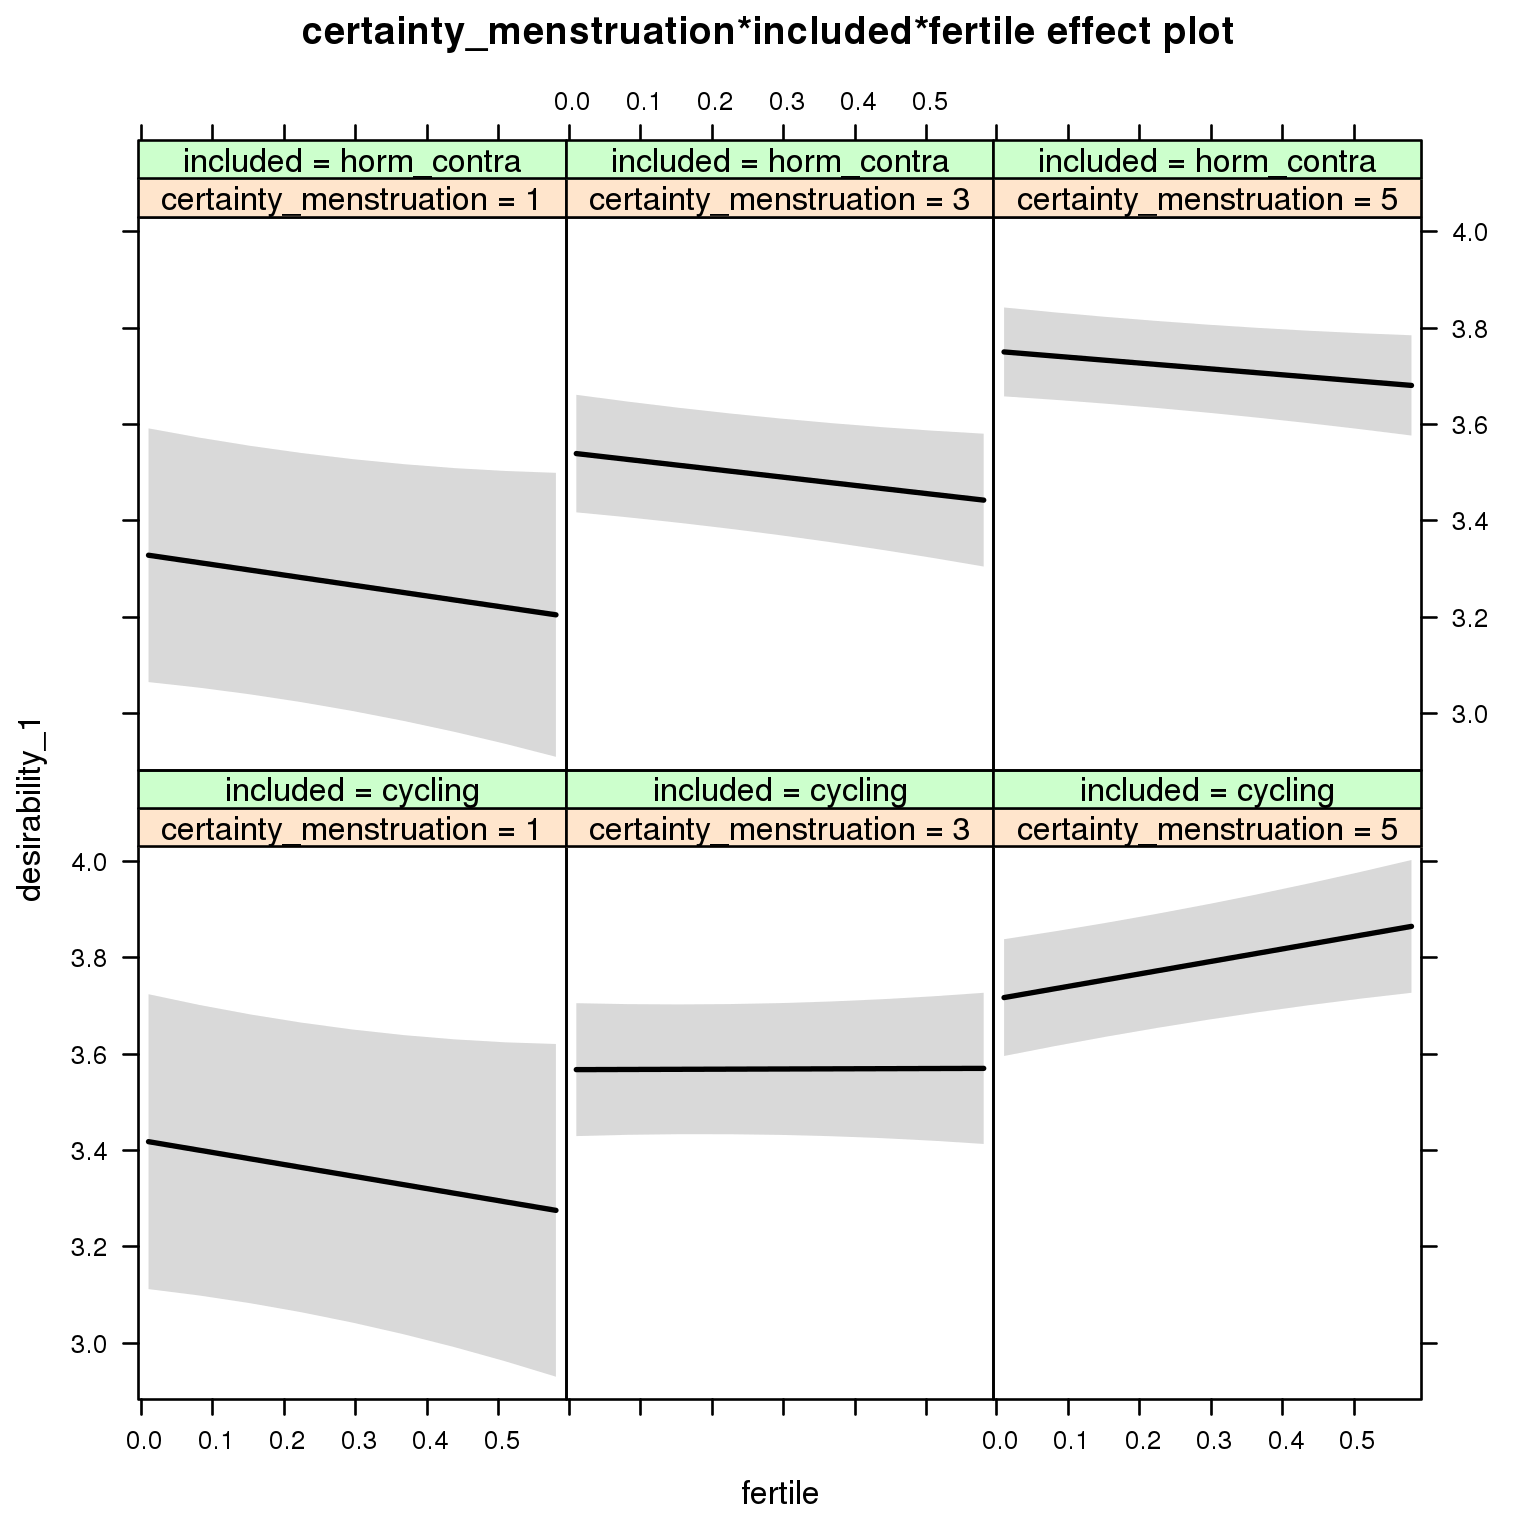 certainty_menstruation*included*fertile effect plot
0.0 0.1 0.2 0.3 0.4 0.5
included = horm_contra included = horm_contra included = horm_contra
certainty_menstruation = 1 certainty_menstruation = 3 certainty_menstruation = 5
4.0
3.8
3.6
3.4
3.2
3.0
desirability_1
included = cycling included = cycling included = cycling
certainty_menstruation = 1 certainty_menstruation = 3 certainty_menstruation = 5
4.0
3.8
3.6
3.4
3.2
3.0
0.0 0.1 0.2 0.3 0.4 0.5 0.0 0.1 0.2 0.3 0.4 0.5
fertile